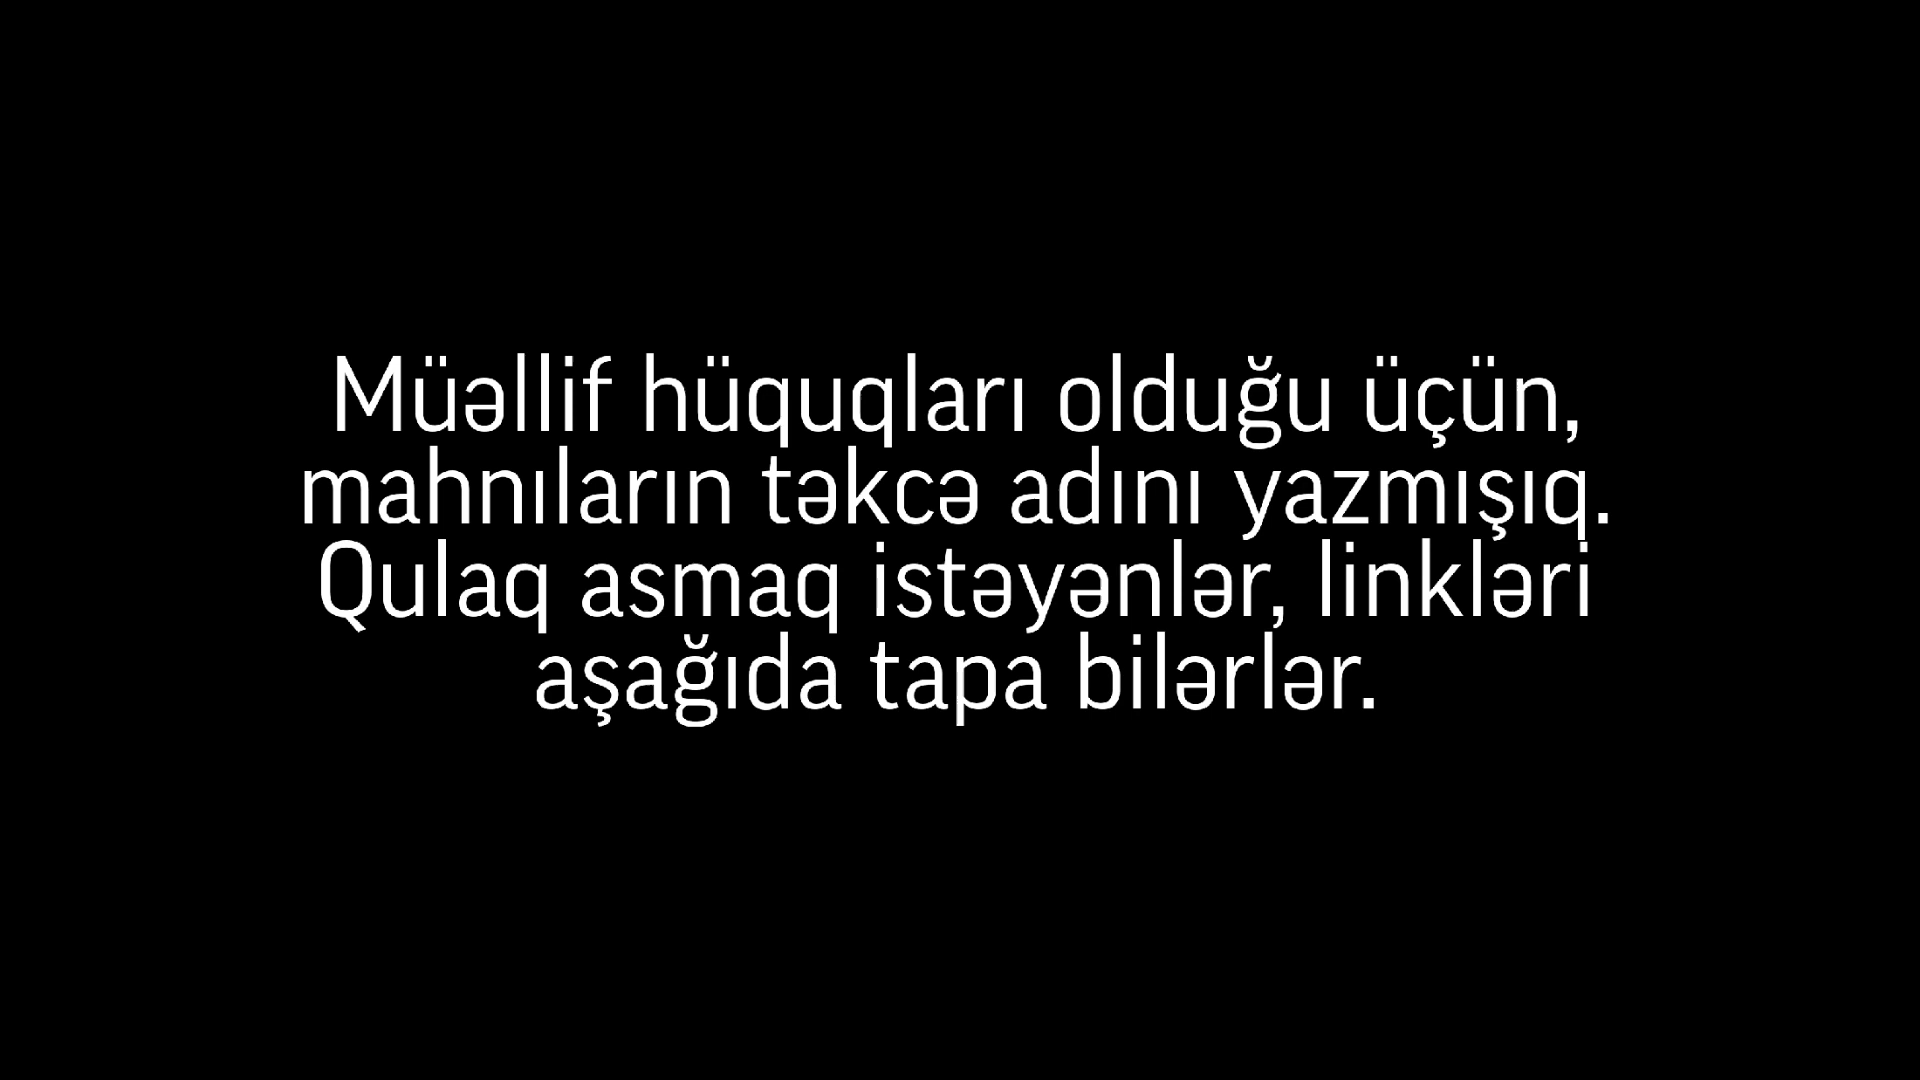 Müəllif hüquqları olduğu üçün,
mahnıların təkcə adını yazmışıq.
Qulaq asmaq istəyənlər, linkləri
aşağıda tapa bilərlər.